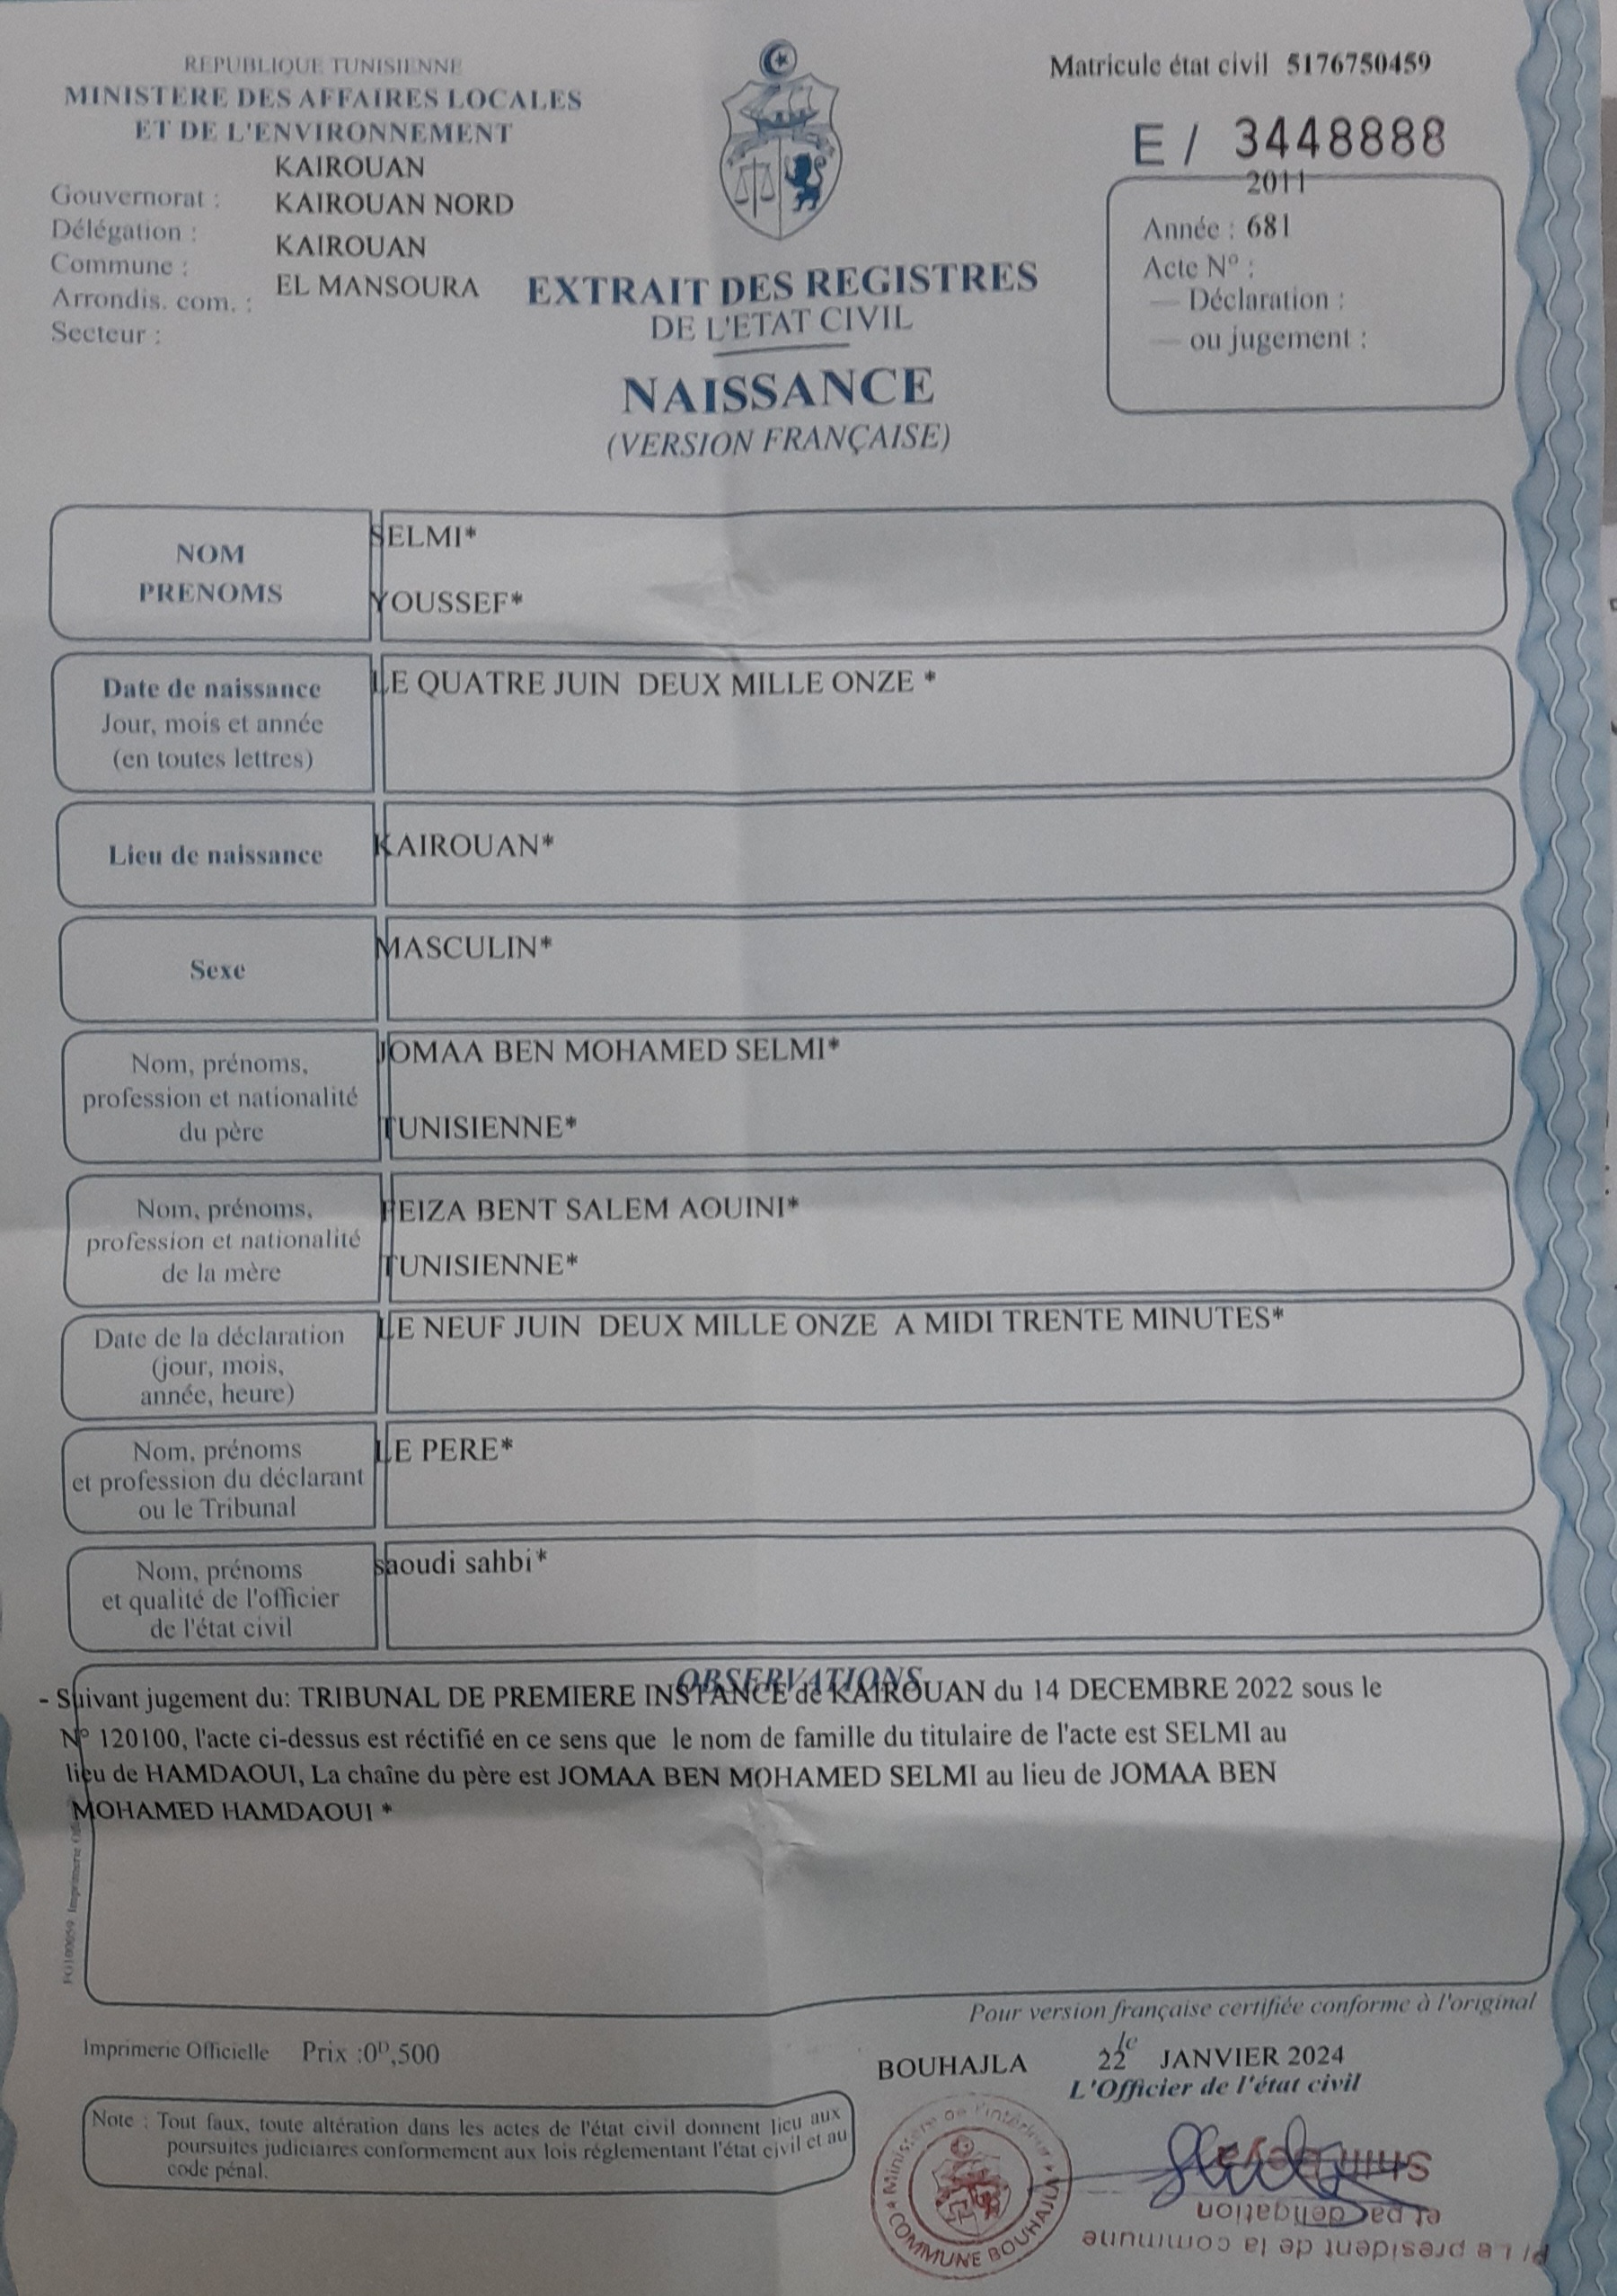 REPUBLIQUE TUNISIENNE
MINISTERE DES AFFAIRES LOCALES
ET DE L'ENVIRONNEMENT
Gouvernorat : KAIROUAN
Délégation : KAIROUAN NORD
Commune : KAIROUAN
Arrondis. com. : EL MANSOURA
Secteur :
Matricule état civil 5176750459
E / 3448888
2011
Année : 681
Acte N° :
— Déclaration :
— ou jugement :
EXTRAIT DES REGISTRES
DE L'ETAT CIVIL
NAISSANCE
(VERSION FRANÇAISE)
NOM
PRENOMS
SELMI*
YOUSSEF*
Date de naissance
Jour, mois et année
(en toutes lettres)
LE QUATRE JUIN DEUX MILLE ONZE *
Lieu de naissance
KAIROUAN*
Sexe
MASCULIN*
Nom, prénoms,
profession et nationalité
du père
JOMAA BEN MOHAMED SELMI*
TUNISIENNE*
Nom, prénoms,
profession et nationalité
de la mère
FEIZA BENT SALEM AOUINI*
TUNISIENNE*
Date de la déclaration
(jour, mois,
année, heure)
LE NEUF JUIN DEUX MILLE ONZE A MIDI TRENTE MINUTES*
Nom, prénoms
et profession du déclarant
ou le Tribunal
LE PERE*
Nom, prénoms
et qualité de l'officier
de l'état civil
saoudi sahbi*
OBSERVATIONS
- Suivant jugement du: TRIBUNAL DE PREMIERE INSTANCE de KAIROUAN du 14 DECEMBRE 2022 sous le
N° 120100, l'acte ci-dessus est réctifié en ce sens que le nom de famille du titulaire de l'acte est SELMI au
lieu de HAMDAOUI, La chaîne du père est JOMAA BEN MOHAMED SELMI au lieu de JOMAA BEN
MOHAMED HAMDAOUI *
FG100659 Imprimerie
Pour version française certifiée conforme à l'original
Imprimerie Officielle Prix :0ᴰ,500
BOUHAJLA le 22 JANVIER 2024
L'Officier de l'état civil
Note : Tout faux, toute altération dans les actes de l'état civil donnent lieu aux
poursuites judiciaires conformement aux lois réglementant l'état civil et au
code pénal.
Ministère de l'intérieur
COMMUNE BOUHAJLA
P/ Le président de la commune
et par délégation